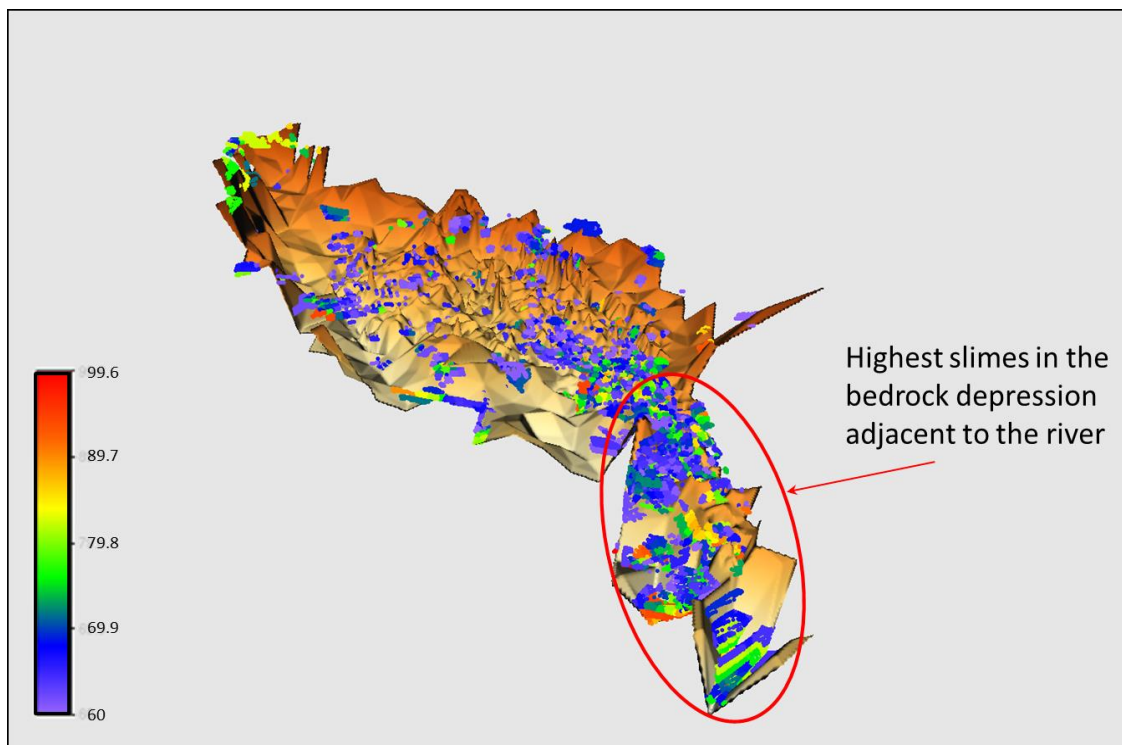 Highest slimes in the
bedrock depression
adjacent to the river
99.6
89.7
79.8
69.9
60